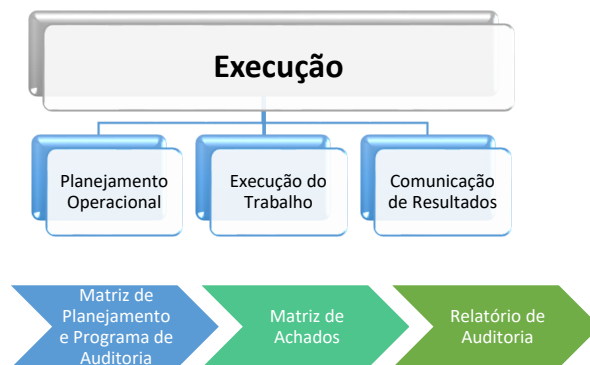 Execução
Planejamento
Operacional
Execução do
Trabalho
Comunicação
de Resultados
Matriz de
Planejamento
e Programa de
Auditoria
Matriz de
Achados
Relatório de
Auditoria